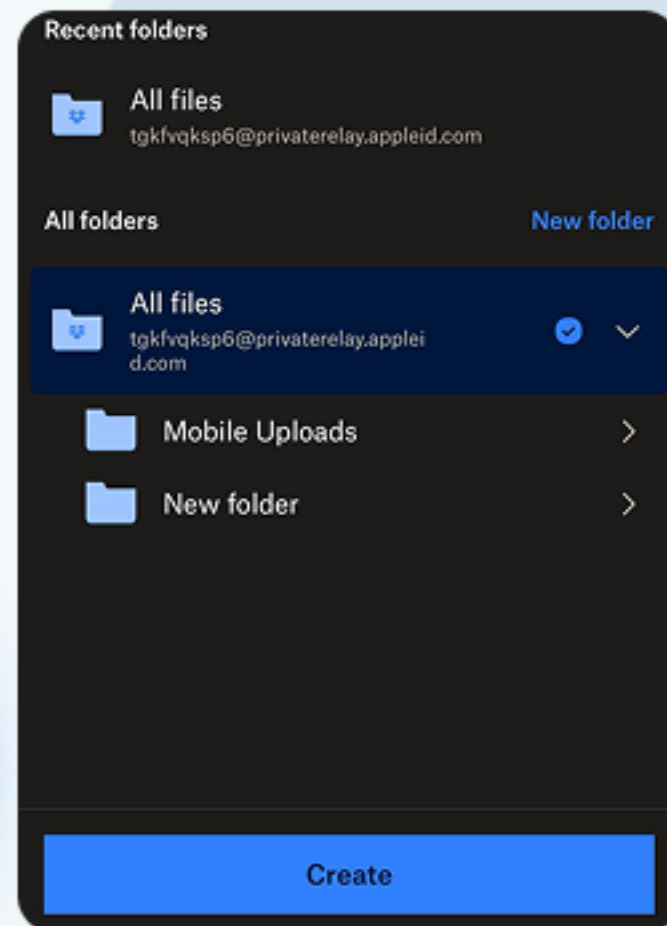 Recent folders
All files
tgkfvqksp6@privaterelay.appleid.com
All folders
New folder
All files
tgkfvqksp6@privaterelay.applei
d.com
Mobile Uploads
New folder
Create